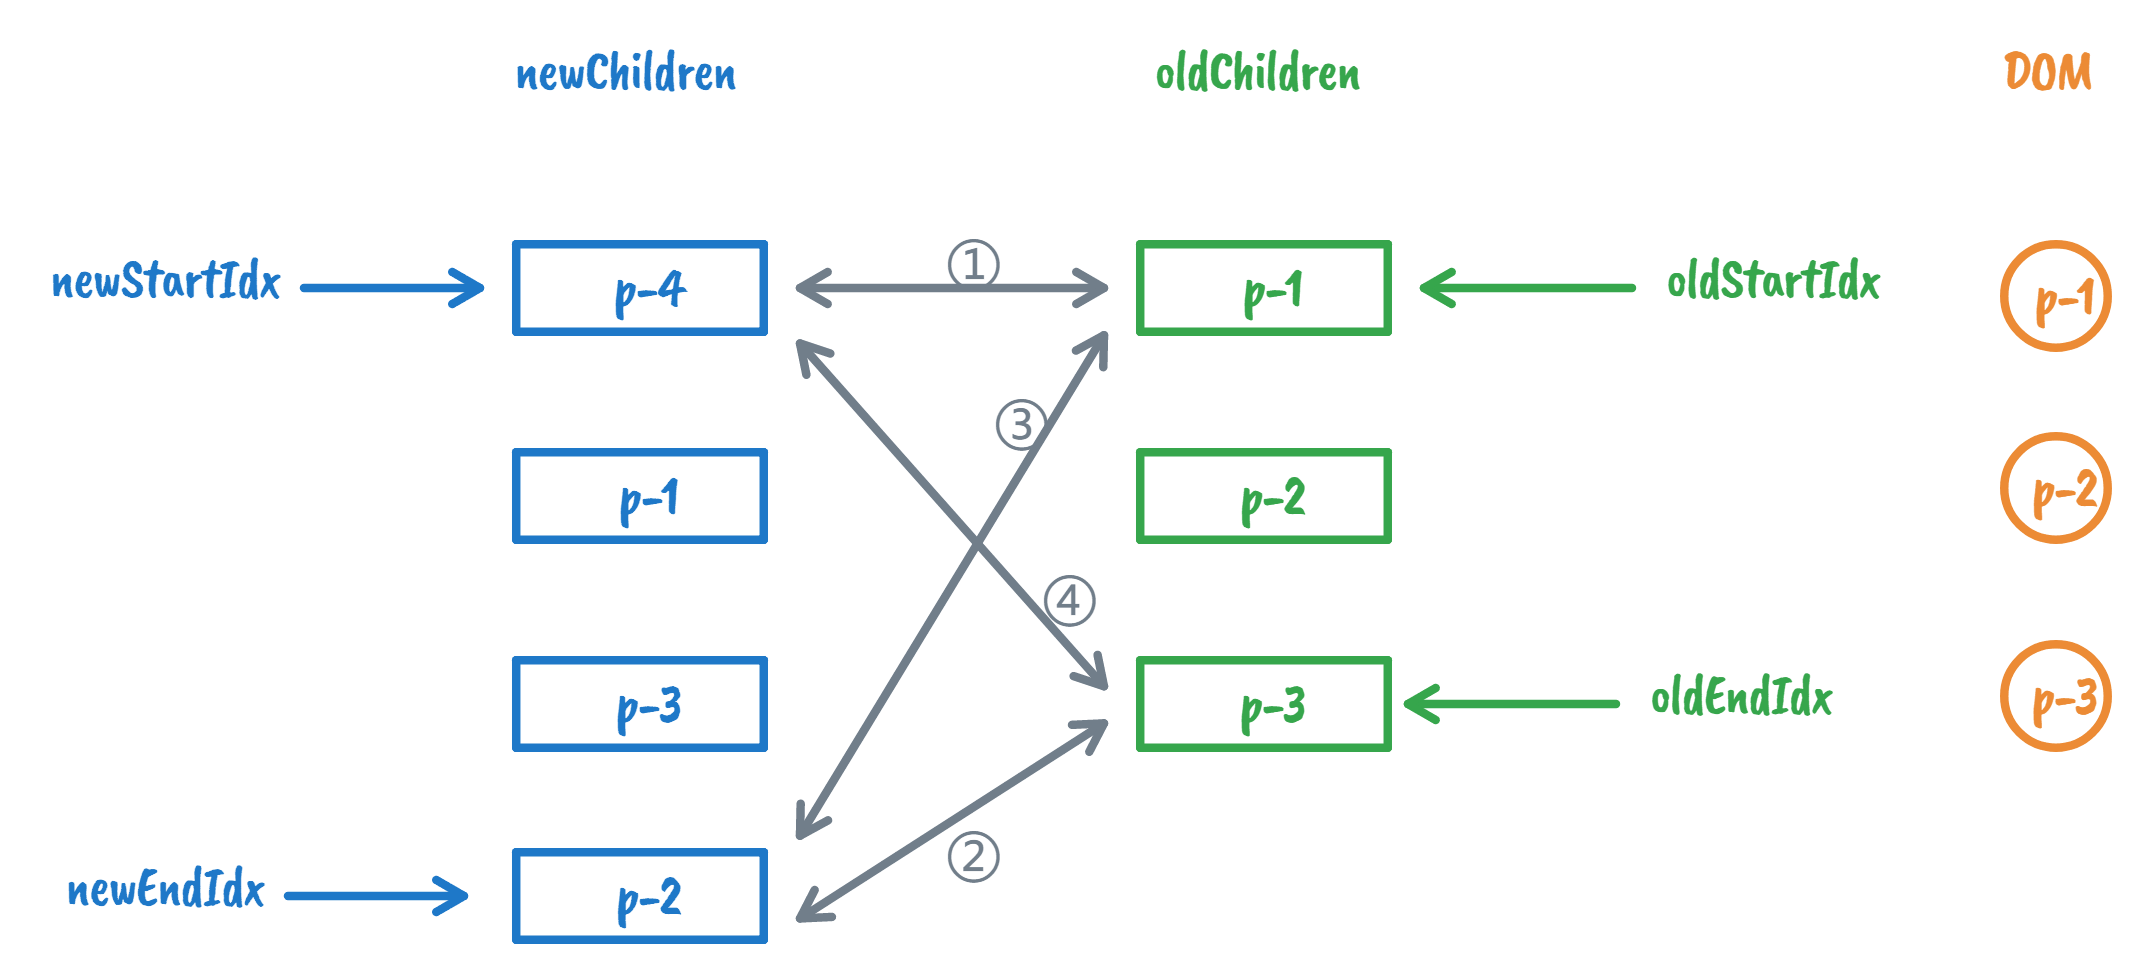 newChildren oldChildren DOM
newStartIdx p-4 ① p-1 oldStartIdx p-1
③
p-1 p-2 p-2
④
p-3 p-3 oldEndIdx p-3
②
newEndIdx p-2